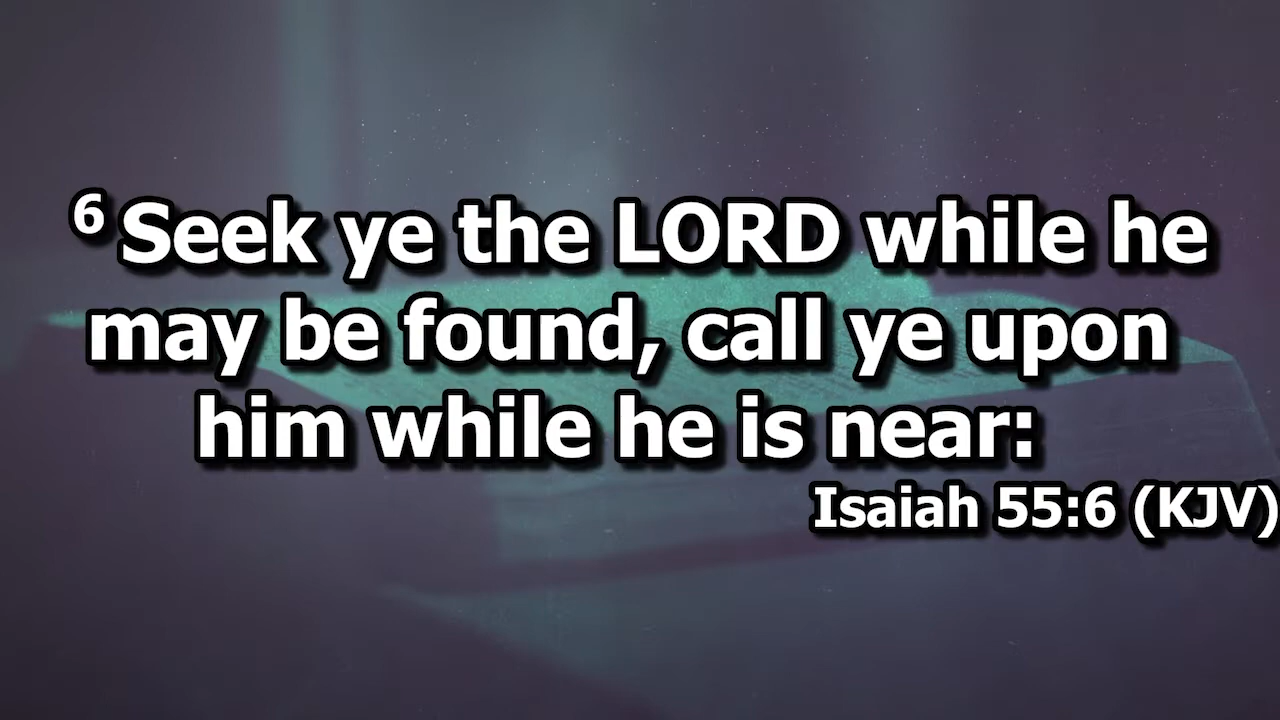 6 Seek ye the LORD while he
may be found, call ye upon
him while he is near:
Isaiah 55:6 (KJV)